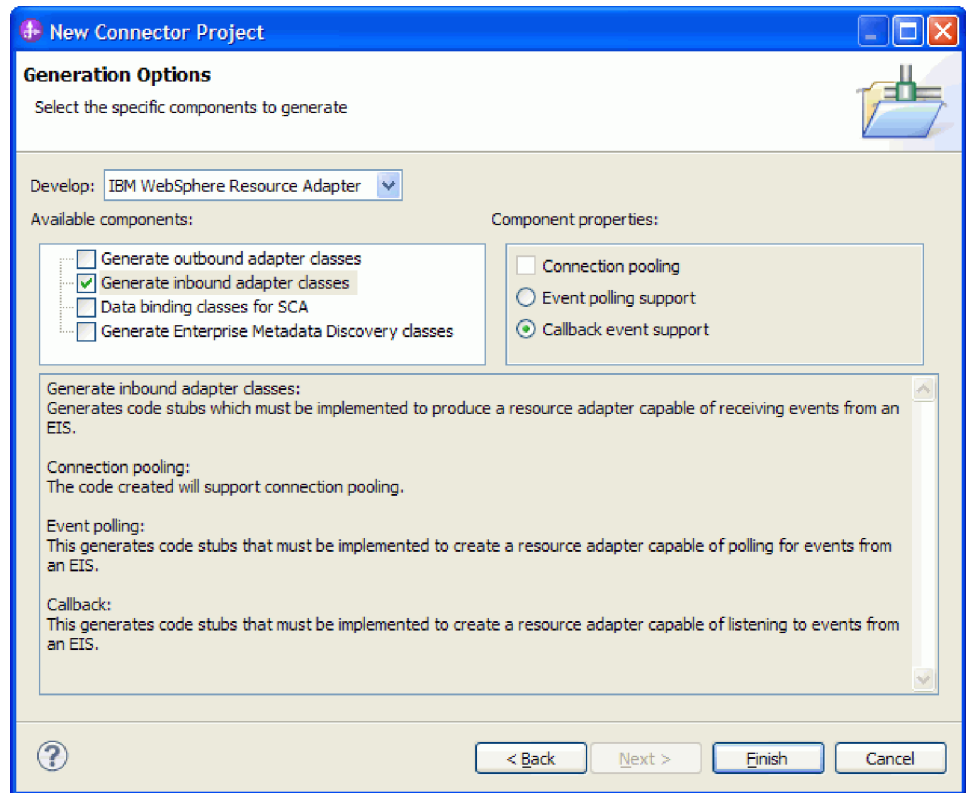 New Connector Project
Generation Options
Select the specific components to generate
Develop: IBM WebSphere Resource Adapter
Available components:
Component properties:
Generate outbound adapter classes
Generate inbound adapter classes
Data binding classes for SCA
Generate Enterprise Metadata Discovery classes
Connection pooling
Event polling support
Callback event support
Generate inbound adapter classes:
Generates code stubs which must be implemented to produce a resource adapter capable of receiving events from an
EIS.
Connection pooling:
The code created will support connection pooling.
Event polling:
This generates code stubs that must be implemented to create a resource adapter capable of polling for events from
an EIS.
Callback:
This generates code stubs that must be implemented to create a resource adapter capable of listening to events from
an EIS.
?
< Back
Next >
Finish
Cancel